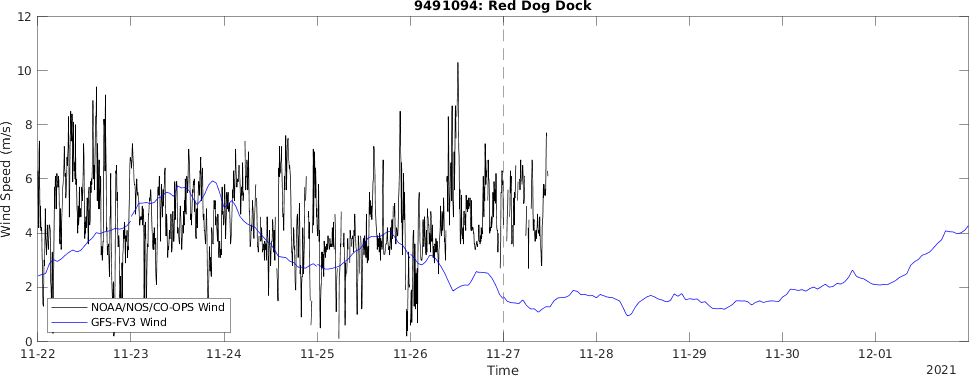 9491094: Red Dog Dock
12
10
8
6
4
2
0
Wind Speed (m/s)
NOAA/NOS/CO-OPS Wind
GFS-FV3 Wind
11-22 11-23 11-24 11-25 11-26 11-27 11-28 11-29 11-30 12-01
Time
2021